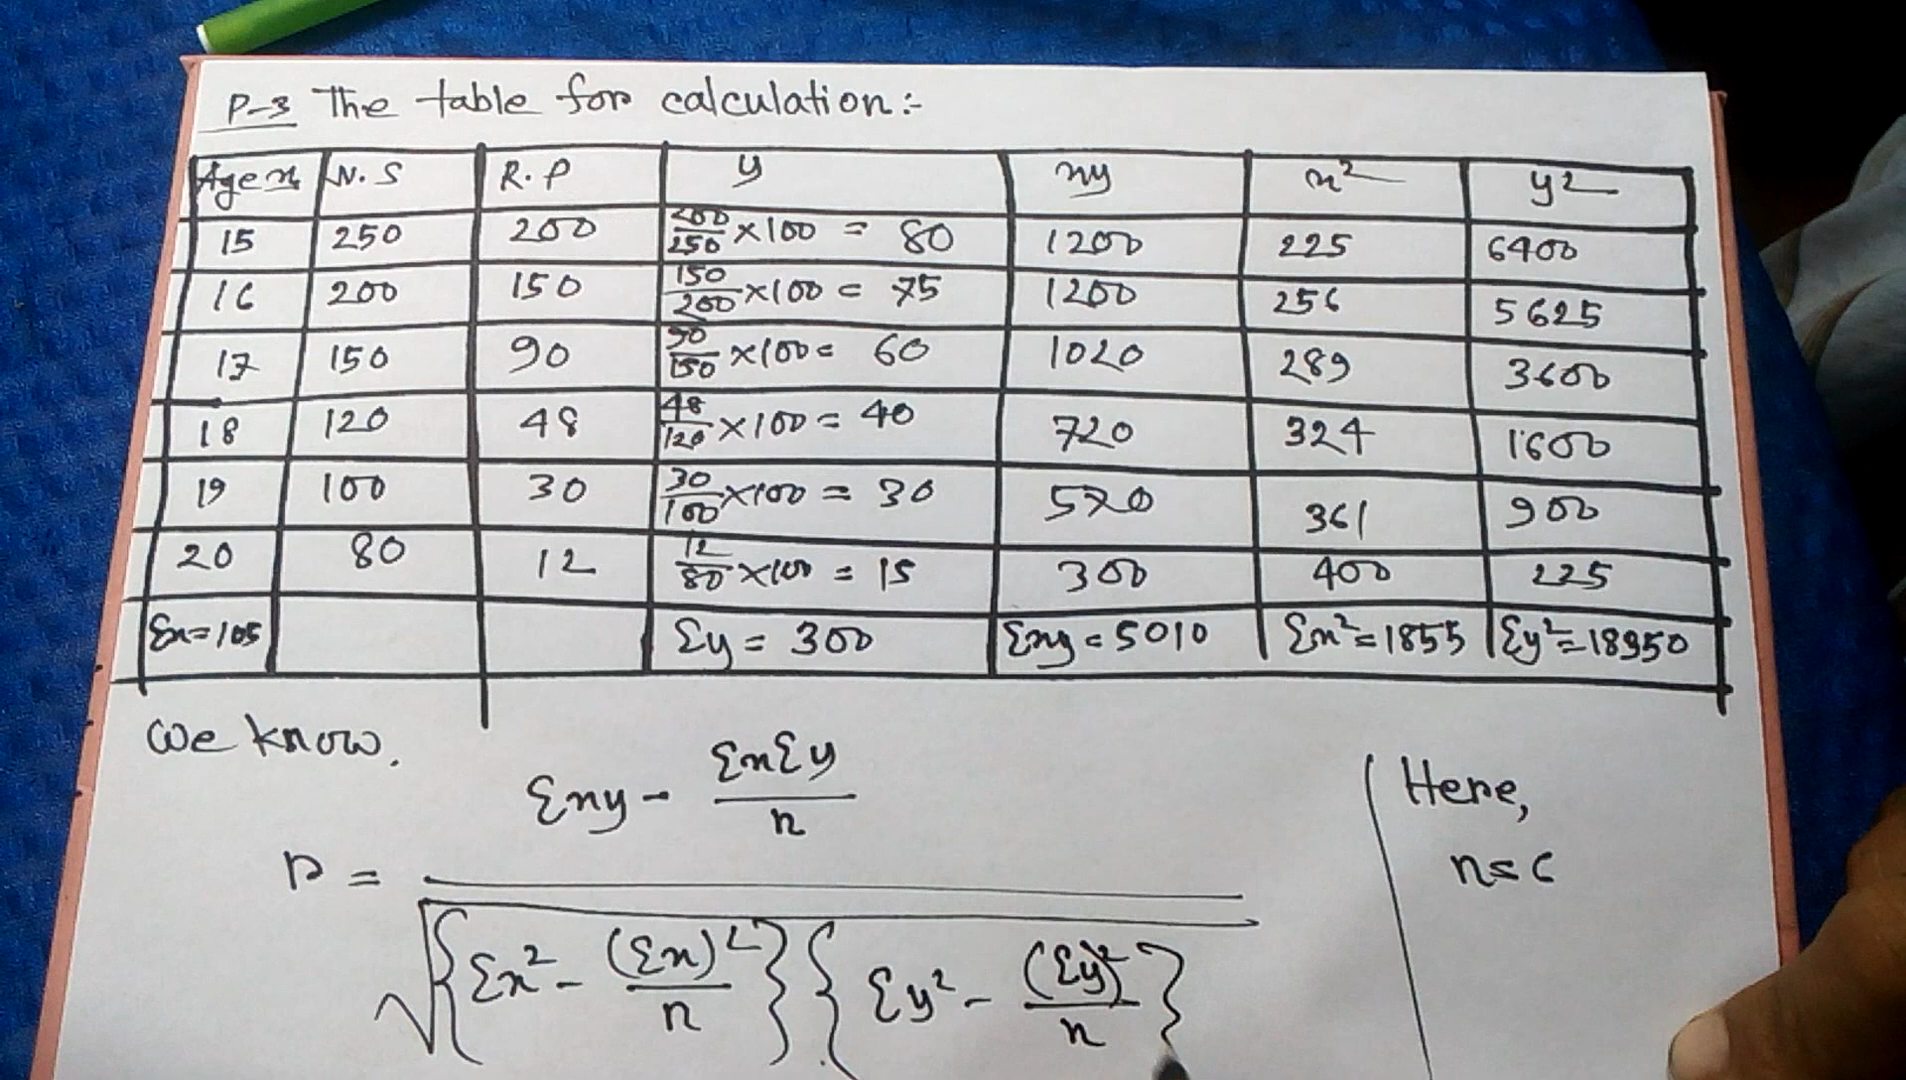 P-3 The table for calculation:-
Age x N.S R.P y xy x² y²
15 250 200 200/250 ×100 = 80 1200 225 6400
16 200 150 150/200 ×100 = 75 1200 256 5625
17 150 90 90/150 ×100 = 60 1020 289 3600
18 120 48 48/120 ×100 = 40 720 324 1600
19 100 30 30/100 ×100 = 30 570 361 900
20 80 12 12/80 ×100 = 15 300 400 225
Σx=105 Σy = 300 Σxy = 5010 Σx²=1855 Σy²=18350
We know.
Σxy - ΣxΣy/n
r =
√{Σx² - (Σx)²/n}{Σy² - (Σy)²/n}
Here,
n=6